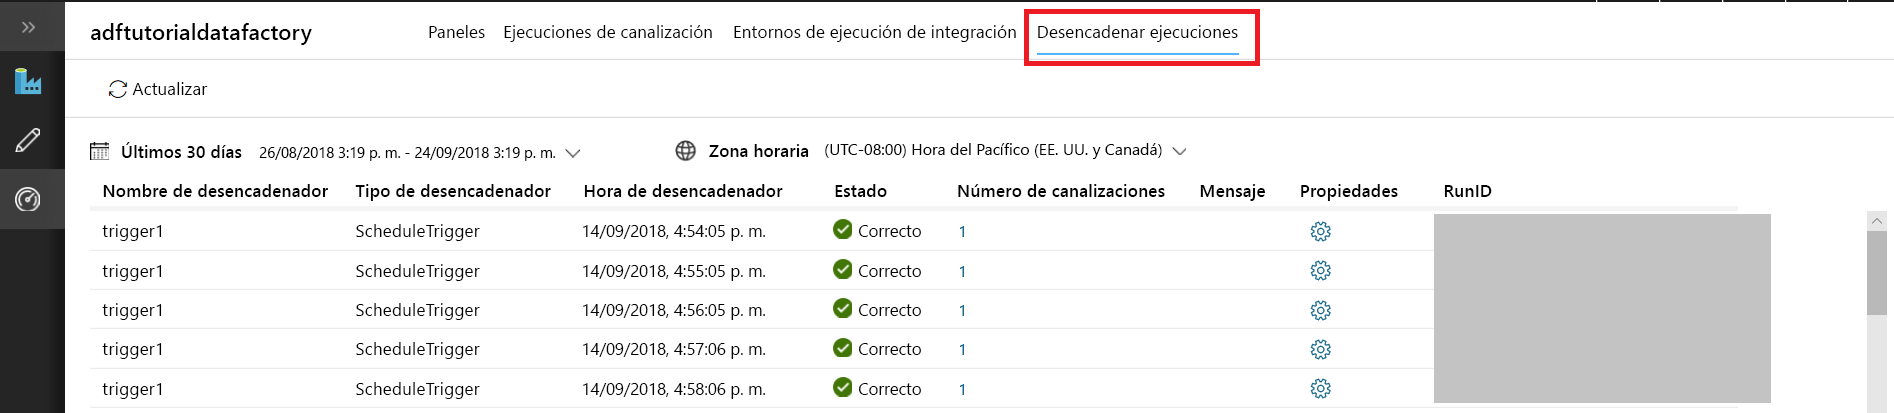 adftutorialdatafactory Paneles Ejecuciones de canalización Entornos de ejecución de integración Desencadenar ejecuciones
Actualizar
Últimos 30 días 26/08/2018 3:19 p. m. - 24/09/2018 3:19 p. m. Zona horaria (UTC-08:00) Hora del Pacífico (EE. UU. y Canadá)
Nombre de desencadenador Tipo de desencadenador Hora de desencadenador Estado Número de canalizaciones Mensaje Propiedades RunID
trigger1 ScheduleTrigger 14/09/2018, 4:54:05 p. m. Correcto 1
trigger1 ScheduleTrigger 14/09/2018, 4:55:05 p. m. Correcto 1
trigger1 ScheduleTrigger 14/09/2018, 4:56:05 p. m. Correcto 1
trigger1 ScheduleTrigger 14/09/2018, 4:57:06 p. m. Correcto 1
trigger1 ScheduleTrigger 14/09/2018, 4:58:06 p. m. Correcto 1